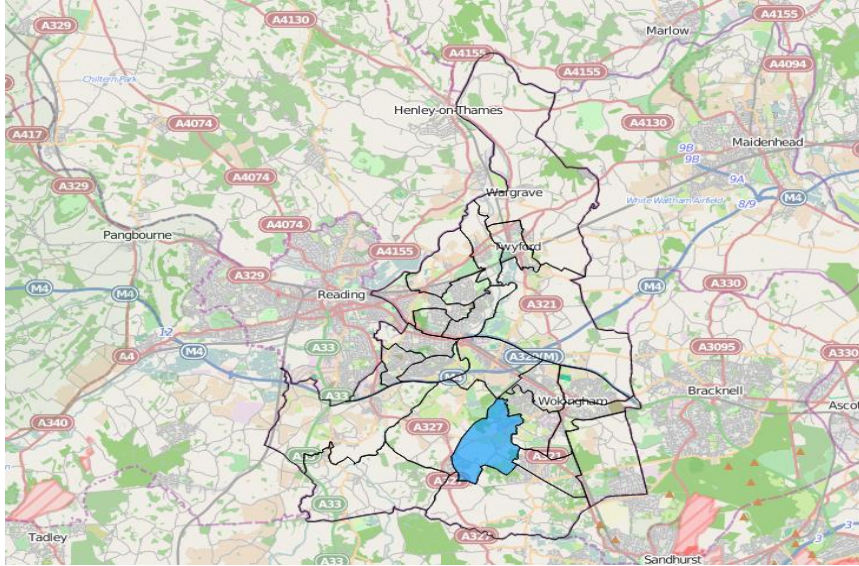 A329
A4130
A4155
Marlow
A4155
Chiltern Park
A4155
A4094
A417
A4074
Henley-on-Thames
A4130
9B
Maidenhead
9B
A329
A4074
9A
Wargrave
White Waltham Airfield
8/9
M4
A4074
Pangbourne
A4155
Twyford
A329
M4
M4
M4
Reading
A321
A330
12
A33
A4
M4
A329(M)
A3095
A330
A33
Bracknell
Wokingham
Ascot
A340
A327
A321
A33
Tadley
A33
A327
3
3
Sandhurst